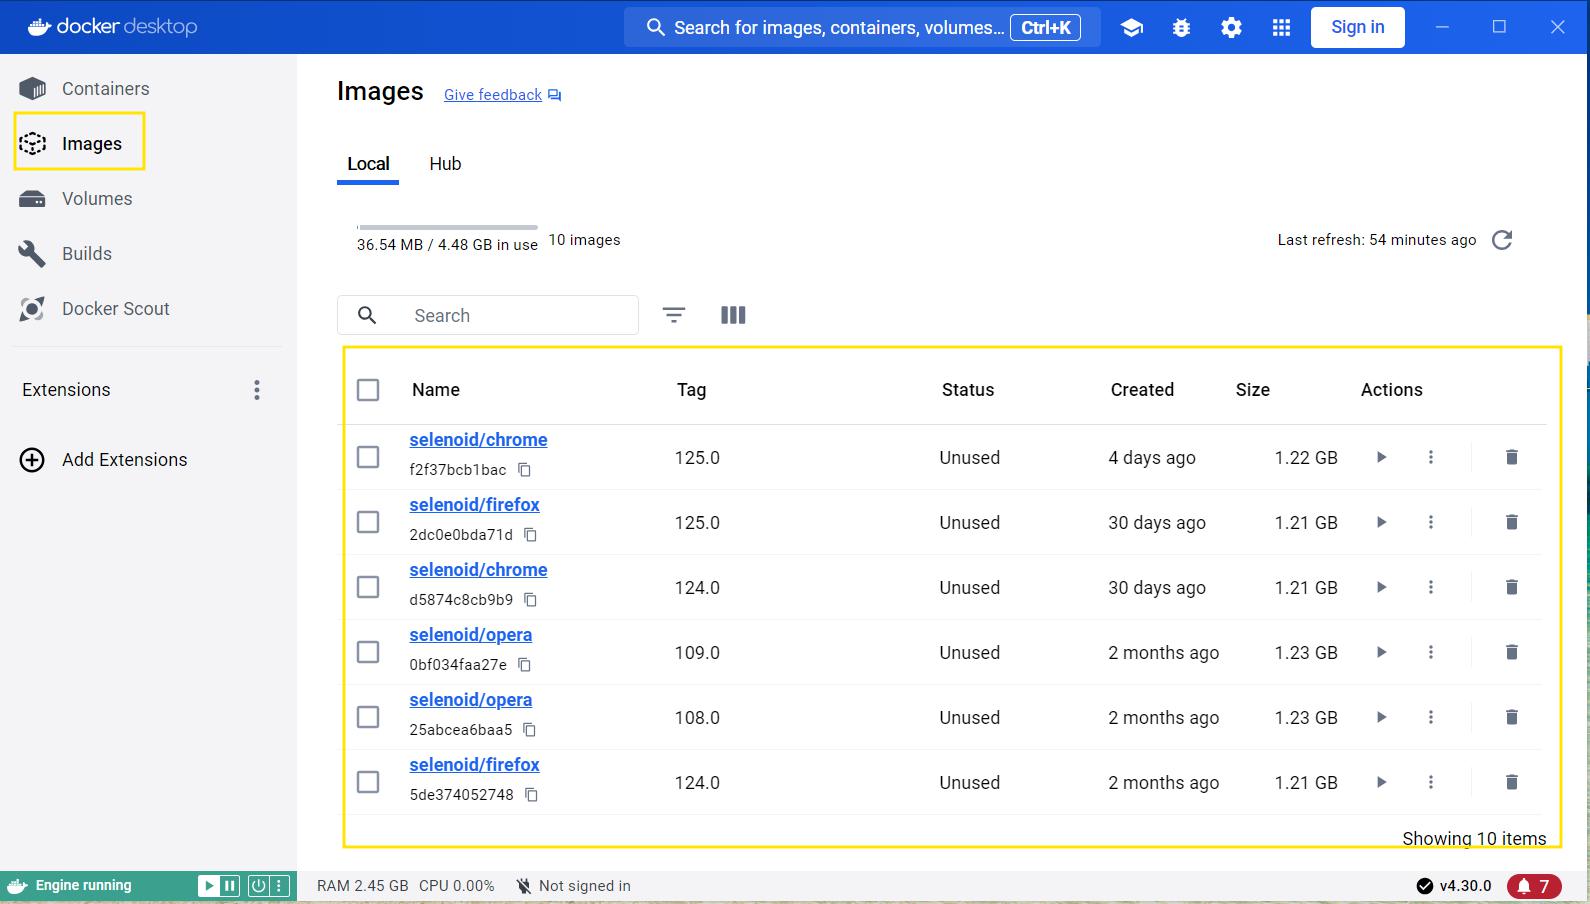 docker desktop
Search for images, containers, volumes... Ctrl+K
Sign in
Containers
Images
Volumes
Builds
Docker Scout
Extensions
Add Extensions
Images Give feedback
Local Hub
36.54 MB / 4.48 GB in use 10 images
Last refresh: 54 minutes ago
Search
Name Tag Status Created Size Actions
selenoid/chrome
f2f37bcb1bac 125.0 Unused 4 days ago 1.22 GB
selenoid/firefox
2dc0e0bda71d 125.0 Unused 30 days ago 1.21 GB
selenoid/chrome
d5874c8cb9b9 124.0 Unused 30 days ago 1.21 GB
selenoid/opera
0bf034faa27e 109.0 Unused 2 months ago 1.23 GB
selenoid/opera
25abcea6baa5 108.0 Unused 2 months ago 1.23 GB
selenoid/firefox
5de374052748 124.0 Unused 2 months ago 1.21 GB
Showing 10 items
Engine running
RAM 2.45 GB CPU 0.00% Not signed in
v4.30.0 7